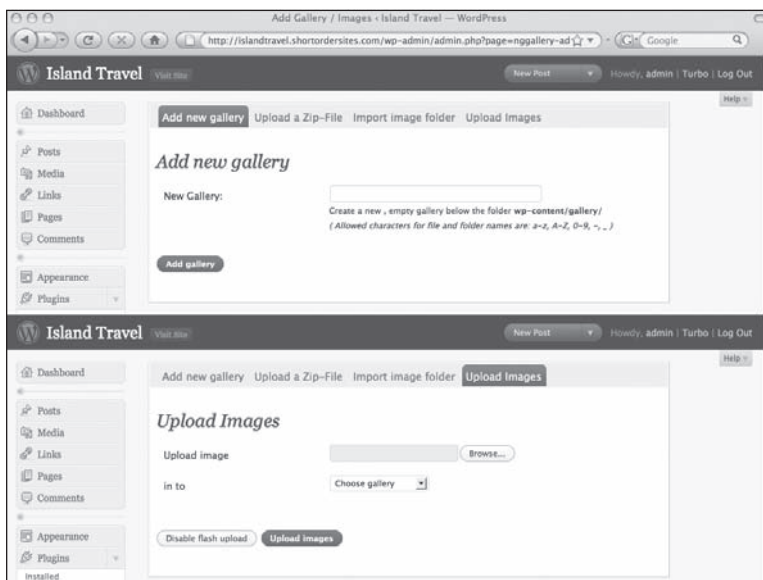 Add Gallery / Images ‹ Island Travel — WordPress
http://islandtravel.shortordersites.com/wp-admin/admin.php?page=nggallery-ad
Google
Island Travel Visit Site New Post Howdy, admin | Turbo | Log Out
Help
Dashboard
Posts
Media
Links
Pages
Comments
Appearance
Plugins
Add new gallery Upload a Zip-File Import image folder Upload Images
Add new gallery
New Gallery:
Create a new , empty gallery below the folder wp-content/gallery/
( Allowed characters for file and folder names are: a-z, A-Z, 0-9, -, _ )
Add gallery
Island Travel Visit Site New Post Howdy, admin | Turbo | Log Out
Help
Dashboard
Posts
Media
Links
Pages
Comments
Appearance
Plugins
Installed
Add new gallery Upload a Zip-File Import image folder Upload Images
Upload Images
Upload image Browse...
in to Choose gallery
Disable flash upload Upload images